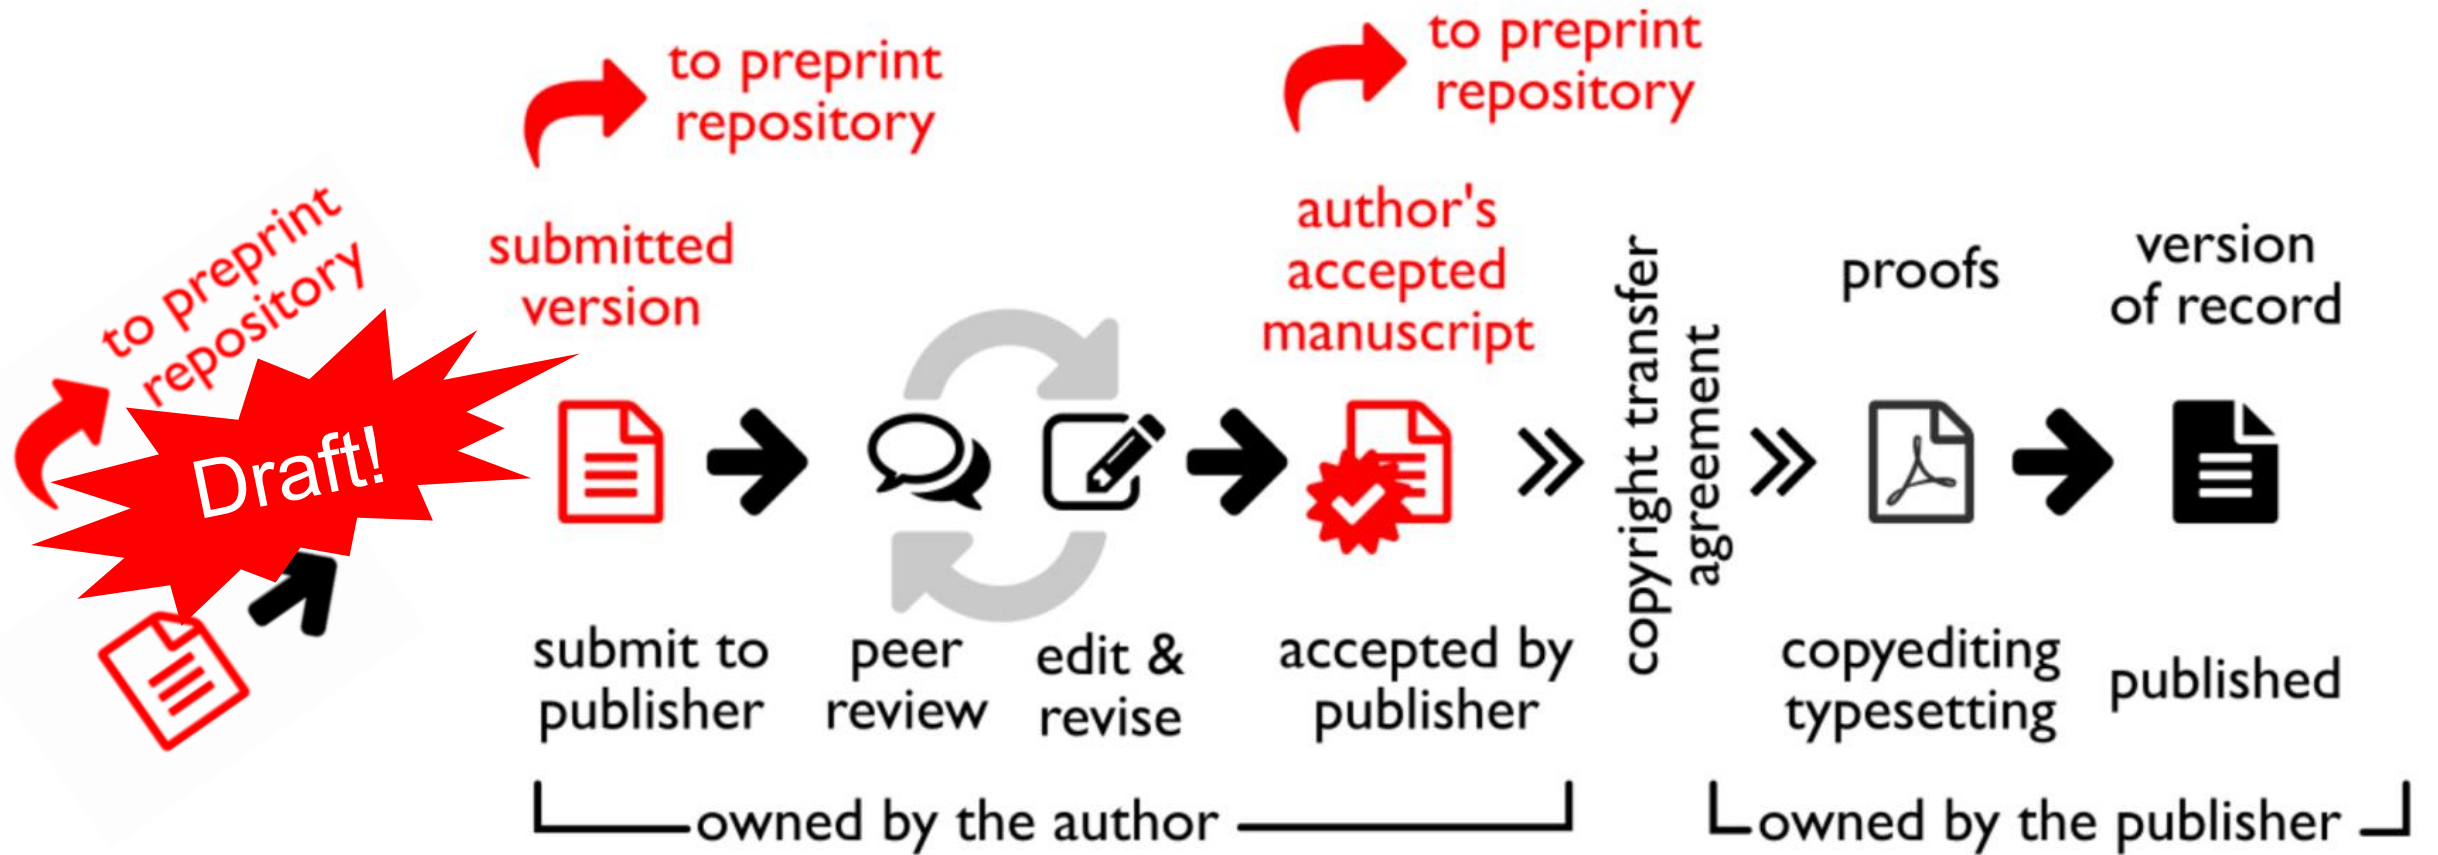 to preprint
repository
Draft!
to preprint
repository
submitted
version
to preprint
repository
author's
accepted
manuscript
copyright transfer
agreement
proofs
version
of record
submit to
publisher
peer
review
edit &
revise
accepted by
publisher
copyediting
typesetting
published
owned by the author
owned by the publisher